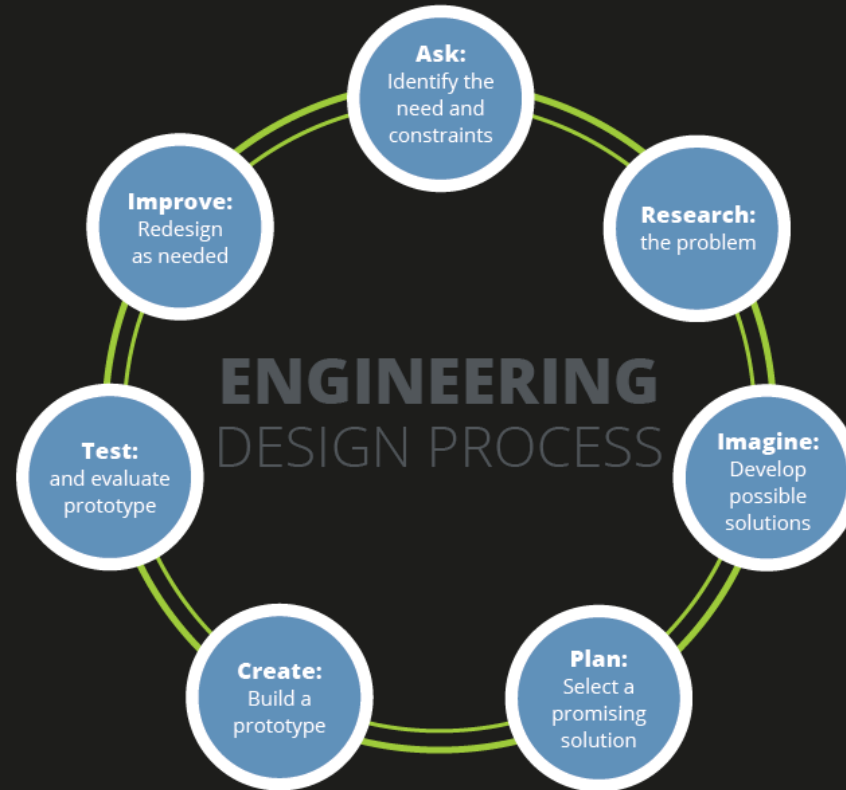 Ask:
Identify the
need and
constraints
Research:
the problem
Imagine:
Develop
possible
solutions
Plan:
Select a
promising
solution
Create:
Build a
prototype
Test:
and evaluate
prototype
Improve:
Redesign
as needed
ENGINEERING
DESIGN PROCESS